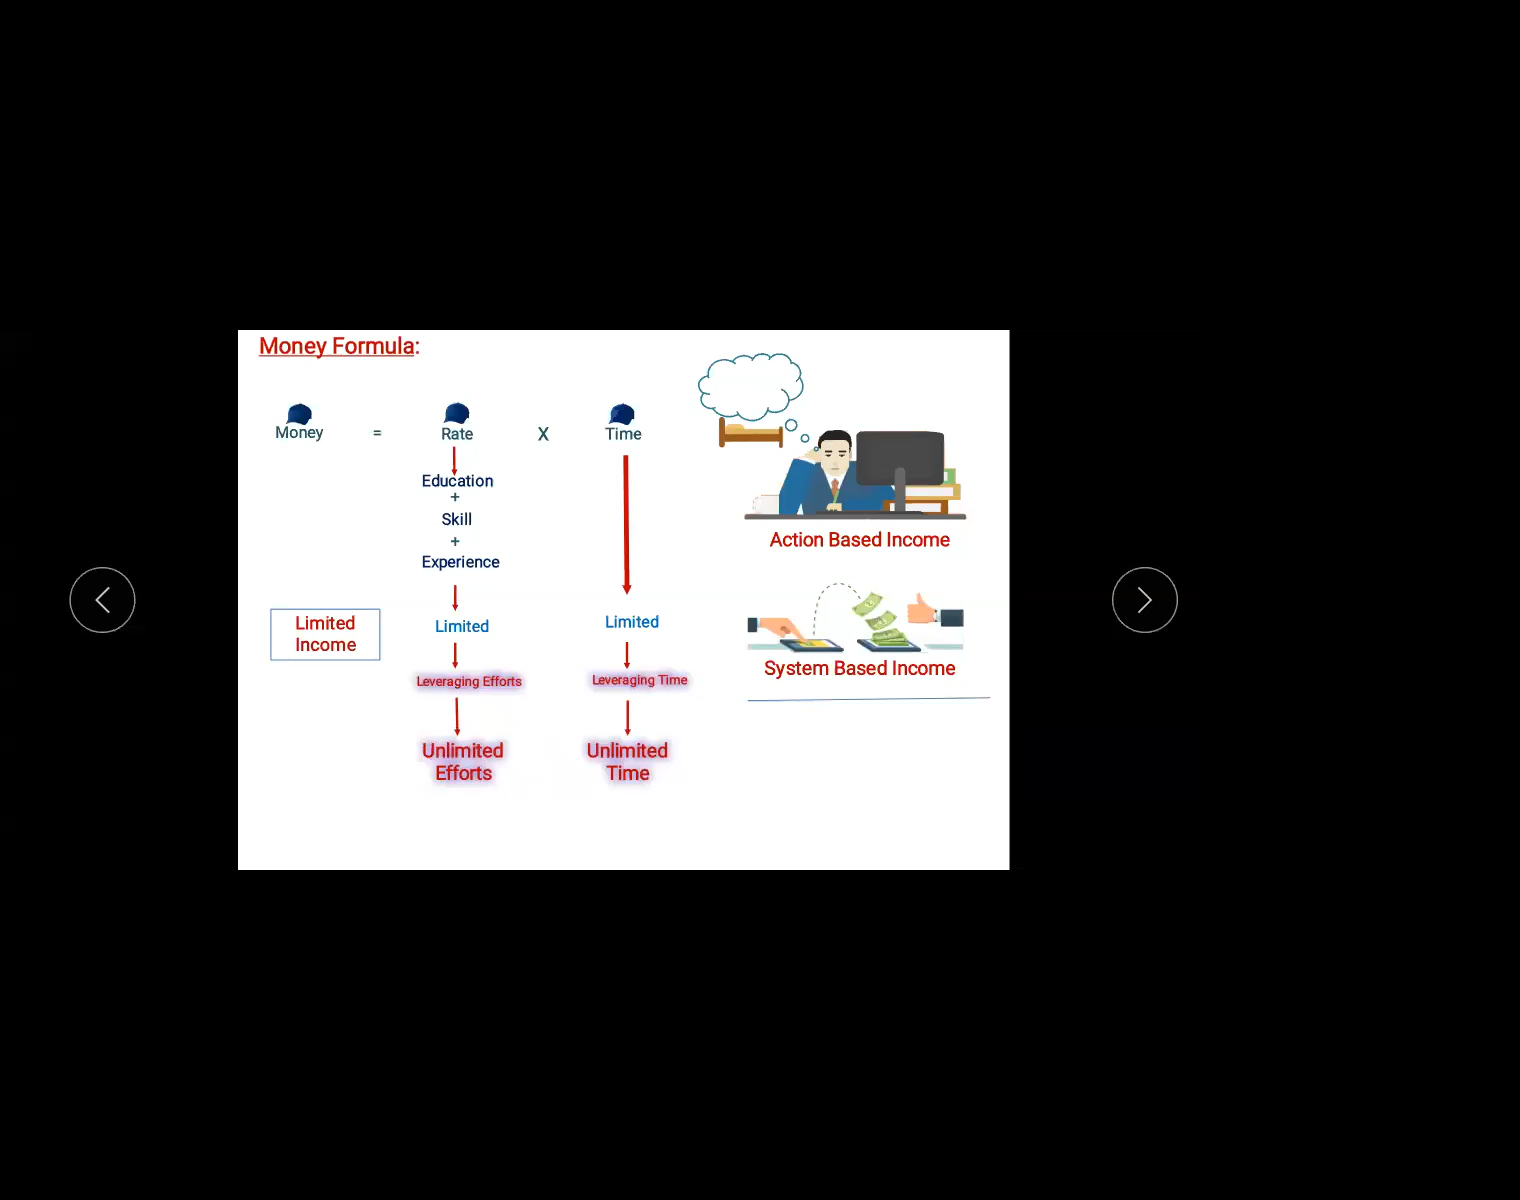 Money Formula:
Money = Rate X Time
Education
+
Skill
+
Experience
Limited
Income
Limited
Limited
Leveraging Efforts
Leveraging Time
Unlimited
Efforts
Unlimited
Time
Action Based Income
System Based Income